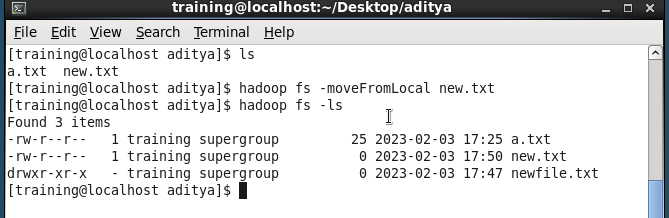 training@localhost:~/Desktop/aditya
File Edit View Search Terminal Help
[training@localhost aditya]$ ls
a.txt  new.txt
[training@localhost aditya]$ hadoop fs -moveFromLocal new.txt
[training@localhost aditya]$ hadoop fs -ls
Found 3 items
-rw-r--r--   1 training supergroup         25 2023-02-03 17:25 a.txt
-rw-r--r--   1 training supergroup          0 2023-02-03 17:50 new.txt
drwxr-xr-x   - training supergroup          0 2023-02-03 17:47 newfile.txt
[training@localhost aditya]$